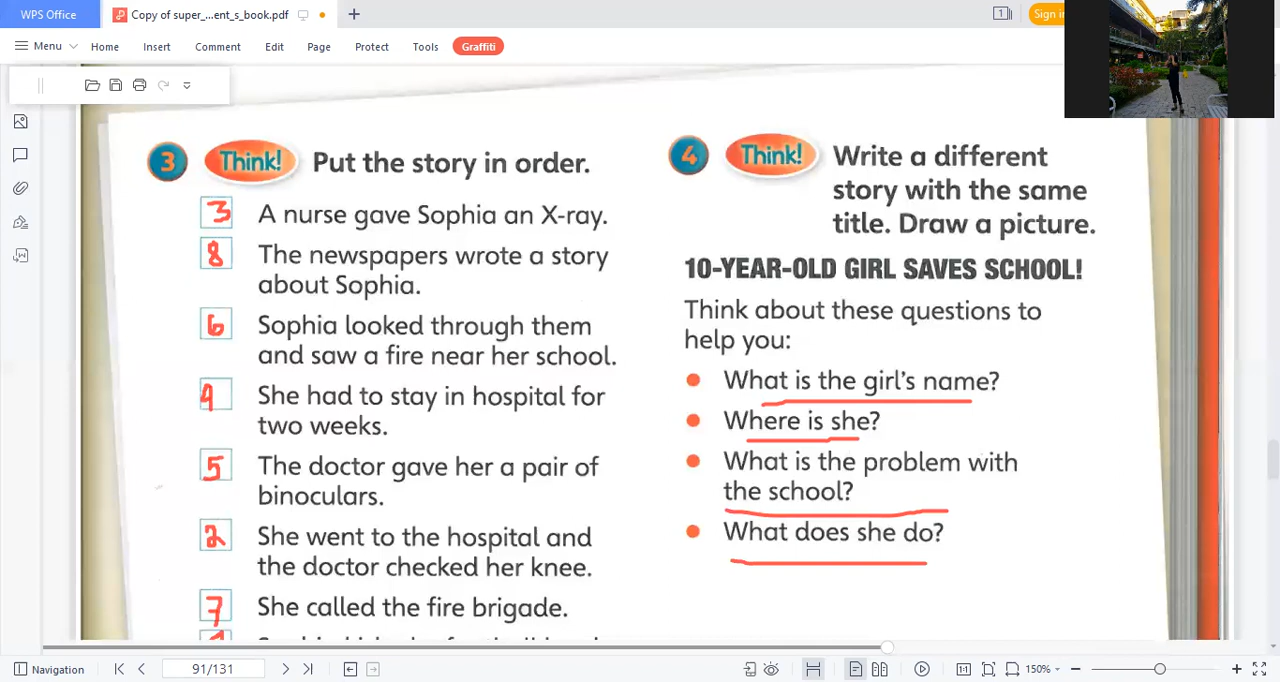 WPS Office
Copy of super_...ent_s_book.pdf
1
Sign in
Menu
Home
Insert
Comment
Edit
Page
Protect
Tools
Graffiti
3
Think!
Put the story in order.
3
A nurse gave Sophia an X-ray.
8
The newspapers wrote a story
about Sophia.
6
Sophia looked through them
and saw a fire near her school.
4
She had to stay in hospital for
two weeks.
5
The doctor gave her a pair of
binoculars.
2
She went to the hospital and
the doctor checked her knee.
7
She called the fire brigade.
4
Think!
Write a different
story with the same
title. Draw a picture.
10-YEAR-OLD GIRL SAVES SCHOOL!
Think about these questions to
help you:
What is the girl's name?
Where is she?
What is the problem with
the school?
What does she do?
Navigation
91/131
150%